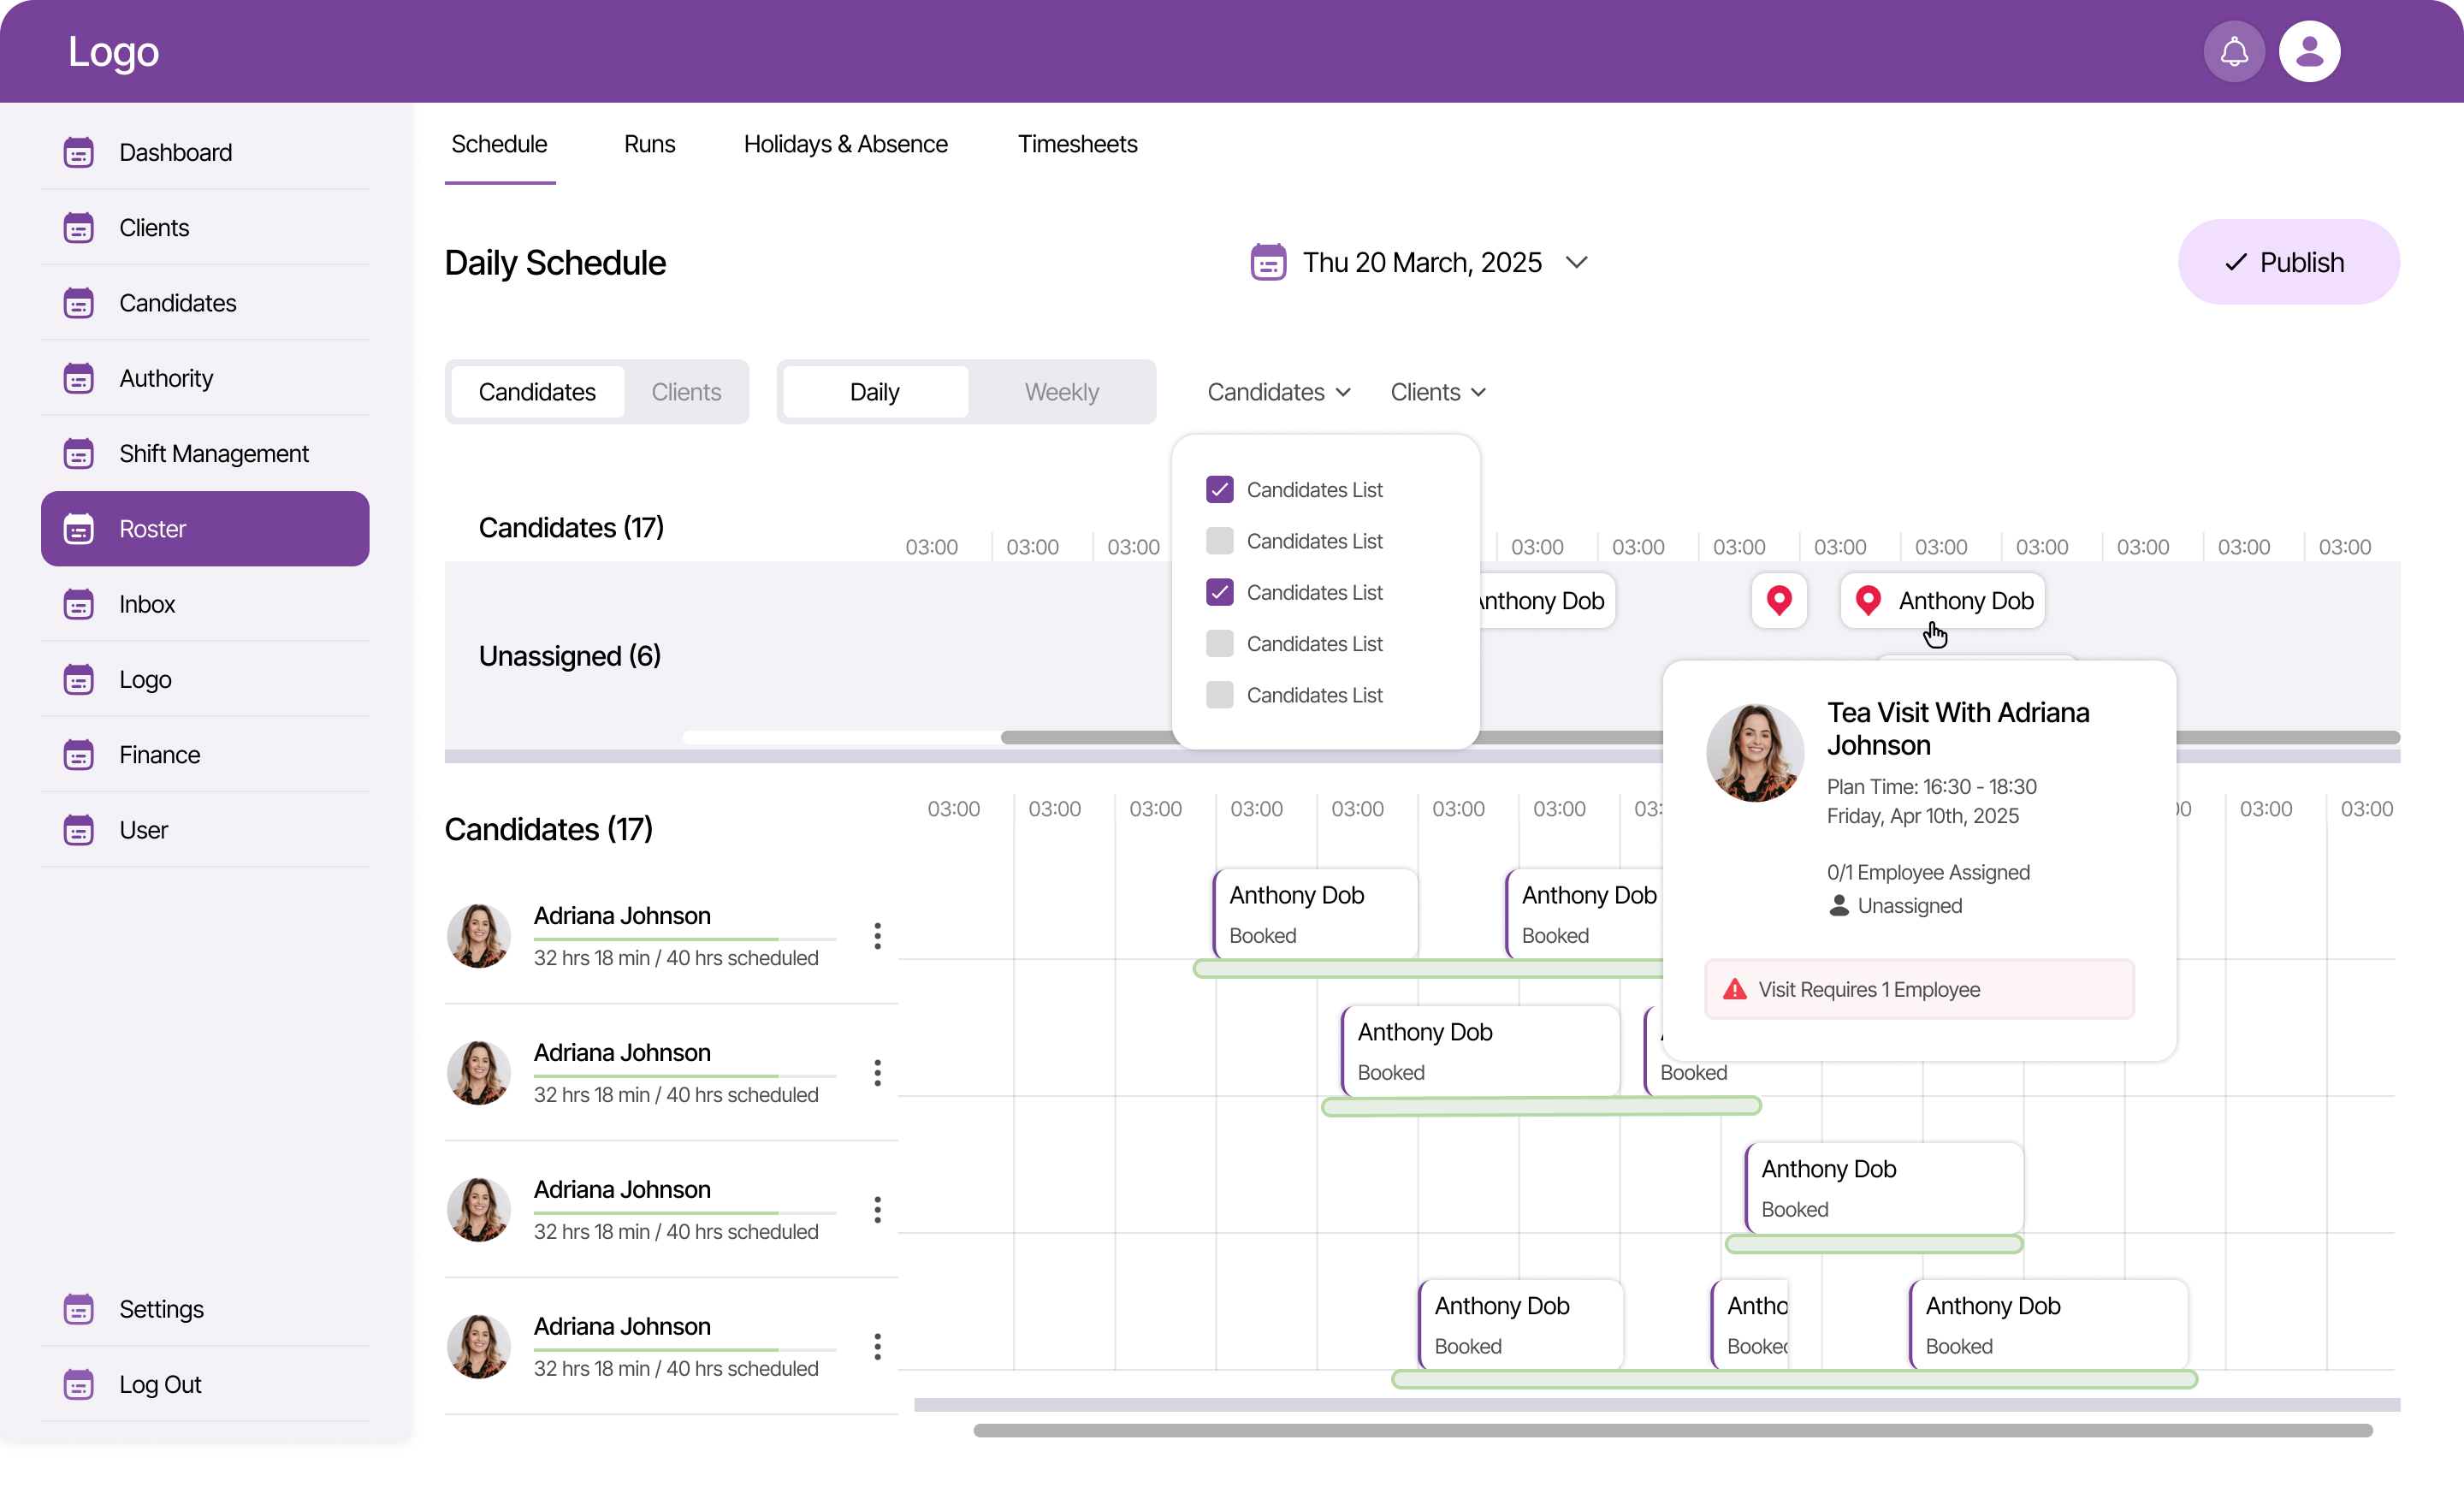 Logo
Dashboard
Clients
Candidates
Authority
Shift Management
Roster
Inbox
Logo
Finance
User
Settings
Log Out
Schedule Runs Holidays & Absence Timesheets
Daily Schedule
Thu 20 March, 2025
Publish
Candidates Clients
Daily Weekly
Candidates Clients
Candidates List
Candidates List
Candidates List
Candidates List
Candidates List
Candidates (17)
03:00 03:00 03:00 03:00 03:00 03:00 03:00 03:00 03:00 03:00 03:00 03:00
Unassigned (6)
Anthony Dob
Anthony Dob
Tea Visit With Adriana
Johnson
Plan Time: 16:30 - 18:30
Friday, Apr 10th, 2025
0/1 Employee Assigned
Unassigned
Visit Requires 1 Employee
Candidates (17)
03:00 03:00 03:00 03:00 03:00 03:00 03:00 03: 00 03:00 03:00
Adriana Johnson
32 hrs 18 min / 40 hrs scheduled
Anthony Dob
Booked
Anthony Dob
Booked
Adriana Johnson
32 hrs 18 min / 40 hrs scheduled
Anthony Dob
Booked
Booked
Adriana Johnson
32 hrs 18 min / 40 hrs scheduled
Anthony Dob
Booked
Adriana Johnson
32 hrs 18 min / 40 hrs scheduled
Anthony Dob
Booked
Antho
Booked
Anthony Dob
Booked